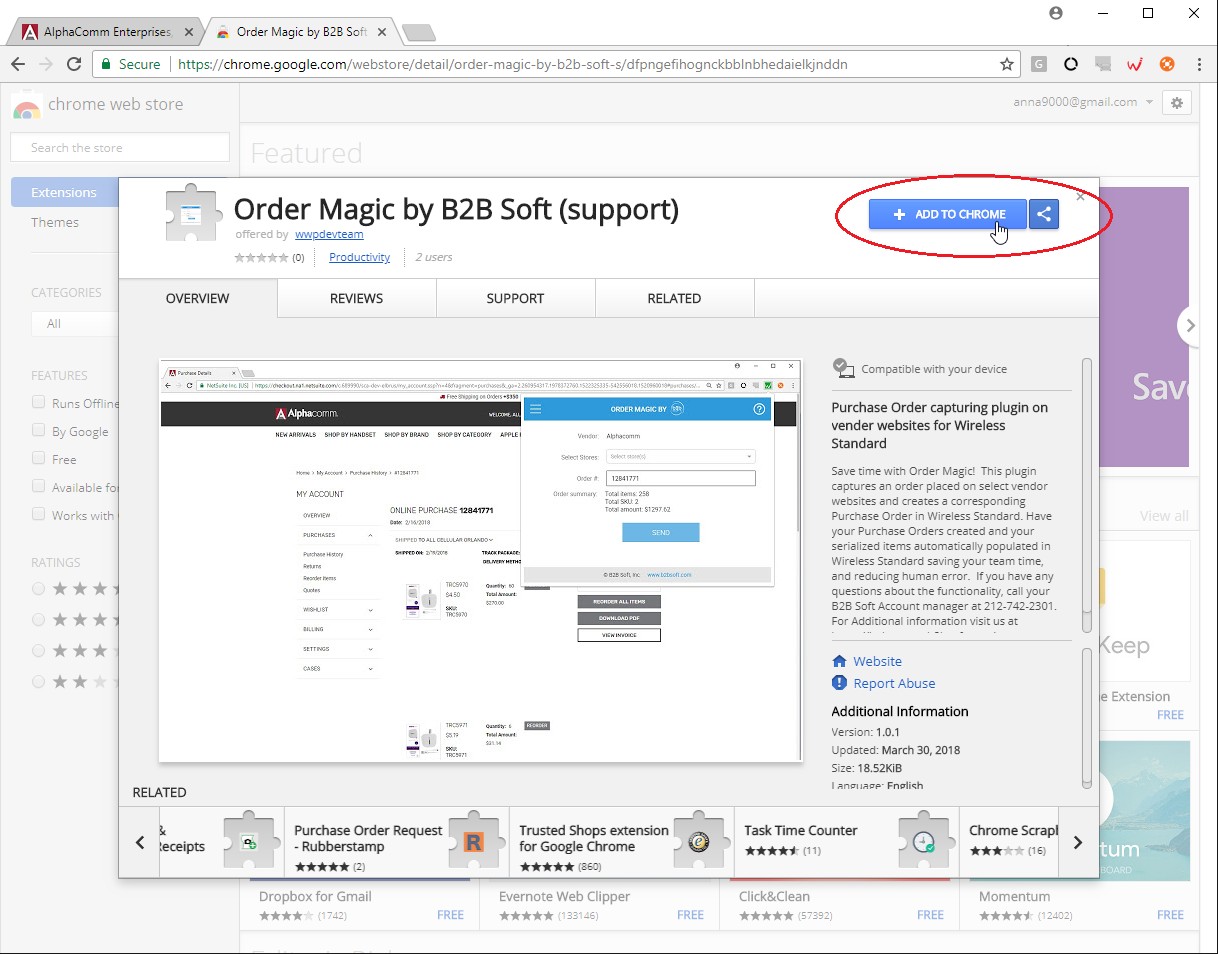 AlphaComm Enterprises,
Order Magic by B2B Soft
Secure
https://chrome.google.com/webstore/detail/order-magic-by-b2b-soft-s/dfpngefihognckbblnbhedaielkjnddn
chrome web store
anna9000@gmail.com
Search the store
Featured
Extensions
Themes
CATEGORIES
All
FEATURES
Runs Offline
By Google
Free
Available for
Works with
RATINGS
Order Magic by B2B Soft (support)
offered by wwpdevteam
(0)
Productivity
2 users
ADD TO CHROME
OVERVIEW
REVIEWS
SUPPORT
RELATED
Purchase Details
NetSuite Inc. [US]
Free Shipping on Orders +$350
Alphacomm.
WELCOME, ALL
NEW ARRIVALS SHOP BY HANDSET SHOP BY BRAND SHOP BY CATEGORY APPLE
Home > My Account > Purchase History > #12841771
MY ACCOUNT
OVERVIEW
PURCHASES
Purchase History
Returns
Reorder Items
Quotes
WISHLIST
BILLING
SETTINGS
CASES
ONLINE PURCHASE 12841771
Date: 2/16/2018
SHIPPED TO ALL CELLULAR ORLANDO
SHIPPED ON: 2/19/2018
TRACK PACKAGE:
DELIVERY METHO
TRC5970
$4.50
SKU:
TRC5970
Quantity: 60
Total Amount:
$270.00
REORDER ALL ITEMS
DOWNLOAD PDF
VIEW INVOICE
TRC5971
$5.19
SKU:
TRC5971
Quantity: 6
Total Amount:
$31.14
REORDER
ORDER MAGIC BY
Vendor: Alphacomm
Select Stores: Select store(s)
Order #: 12841771
Order summary: Total items: 258
Total SKU: 2
Total amount: $1297.62
SEND
© B2B Soft, Inc. www.b2bsoft.com
Compatible with your device
Purchase Order capturing plugin on
vender websites for Wireless
Standard
Save time with Order Magic! This plugin
captures an order placed on select vendor
websites and creates a corresponding
Purchase Order in Wireless Standard. Have
your Purchase Orders created and your
serialized items automatically populated in
Wireless Standard saving your team time,
and reducing human error. If you have any
questions about the functionality, call your
B2B Soft Account manager at 212-742-2301.
For Additional information visit us at
Website
Report Abuse
Additional Information
Version: 1.0.1
Updated: March 30, 2018
Size: 18.52KiB
Language: English
RELATED
&
Receipts
Purchase Order Request
- Rubberstamp
(2)
Trusted Shops extension
for Google Chrome
(860)
Task Time Counter
(11)
Chrome Scrapl
(16)
Save
View all
Keep
e Extension
FREE
tum
BOARD
Dropbox for Gmail
(1742)
FREE
Evernote Web Clipper
(133146)
FREE
Click&Clean
(57392)
FREE
Momentum
(12402)
FREE